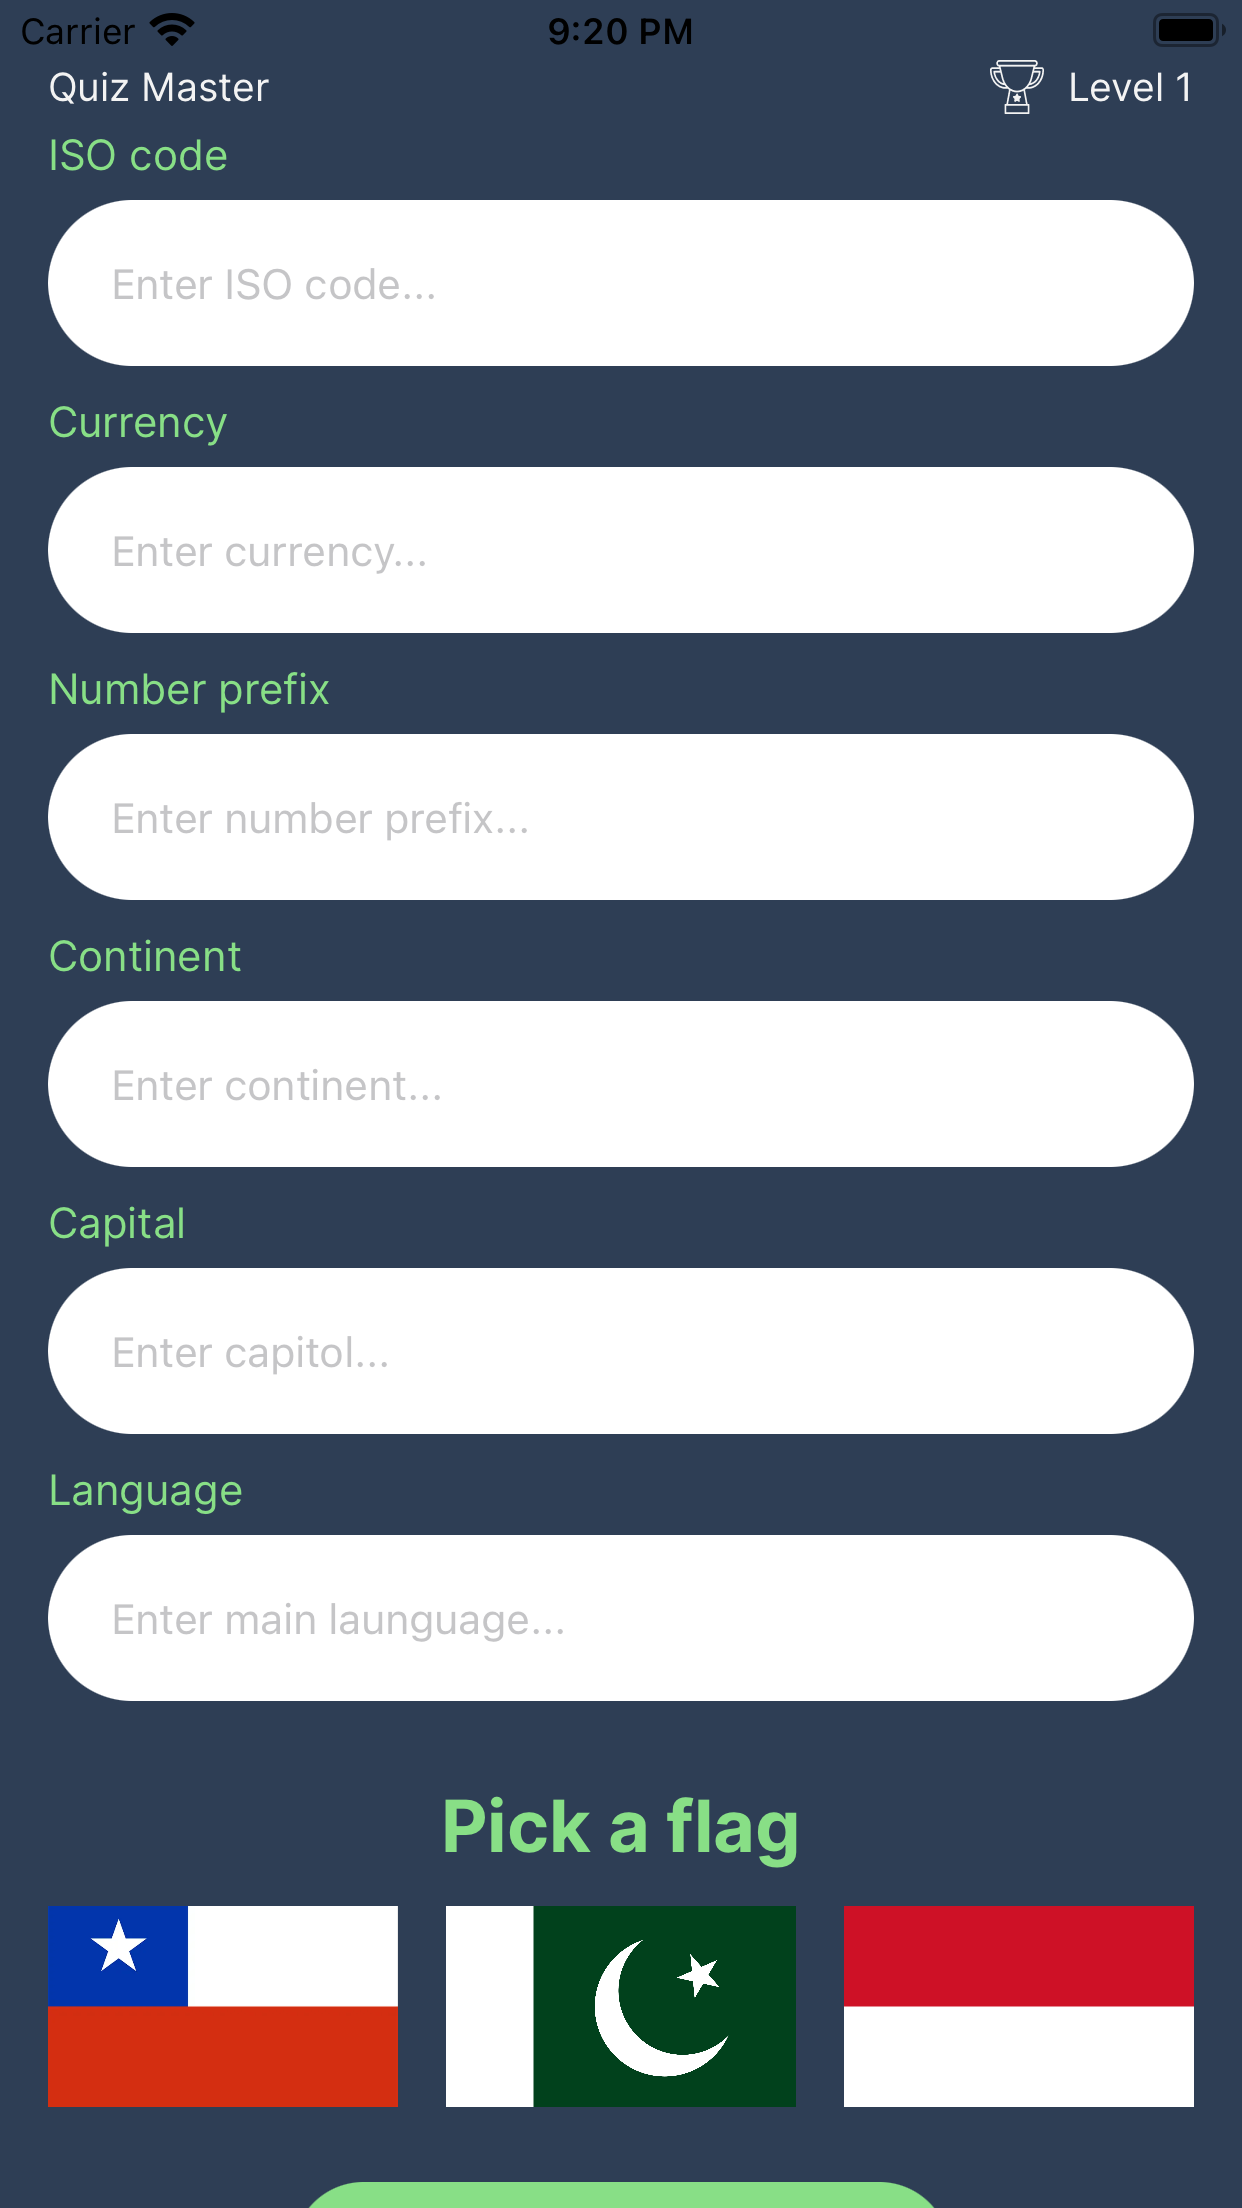 Carrier 9:20 PM
Quiz Master Level 1
ISO code
Enter ISO code...
Currency
Enter currency...
Number prefix
Enter number prefix...
Continent
Enter continent...
Capital
Enter capitol...
Language
Enter main launguage...
Pick a flag